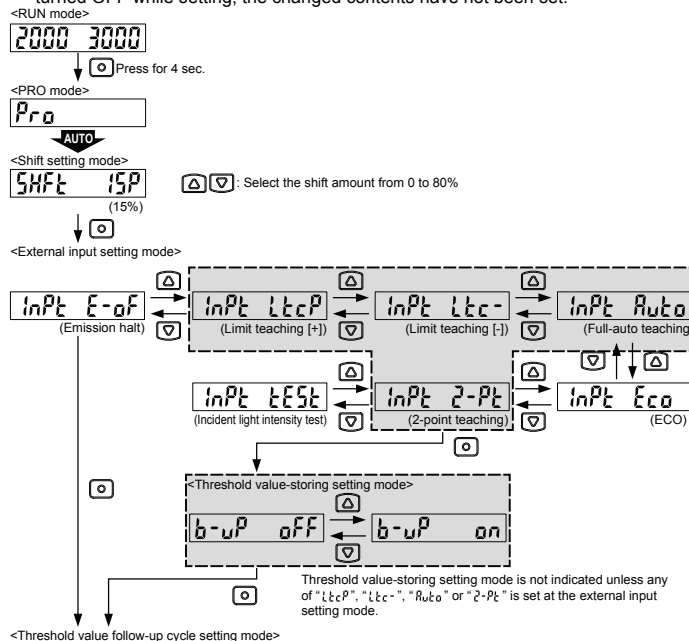 turned OFF while setting, the changed contents have not been set.
<RUN mode>
2000 3000
Press for 4 sec.
<PRO mode>
Pro
AUTO
<Shift setting mode>
SHFt 15P
: Select the shift amount from 0 to 80%
(15%)
<External input setting mode>
InPt E-oF
InPt LtcP
InPt Ltc-
InPt Auto
(Emission halt)
(Limit teaching [+])
(Limit teaching [-])
(Full-auto teaching
InPt tESt
InPt 2-Pt
InPt Eco
(Incident light intensity test)
(2-point teaching)
(ECO)
<Threshold value-storing setting mode>
b-uP oFF
b-uP on
Threshold value-storing setting mode is not indicated unless any
of "LtcP", "Ltc-", "Auto" or "2-Pt" is set at the external input
setting mode.
<Threshold value follow-up cycle setting mode>